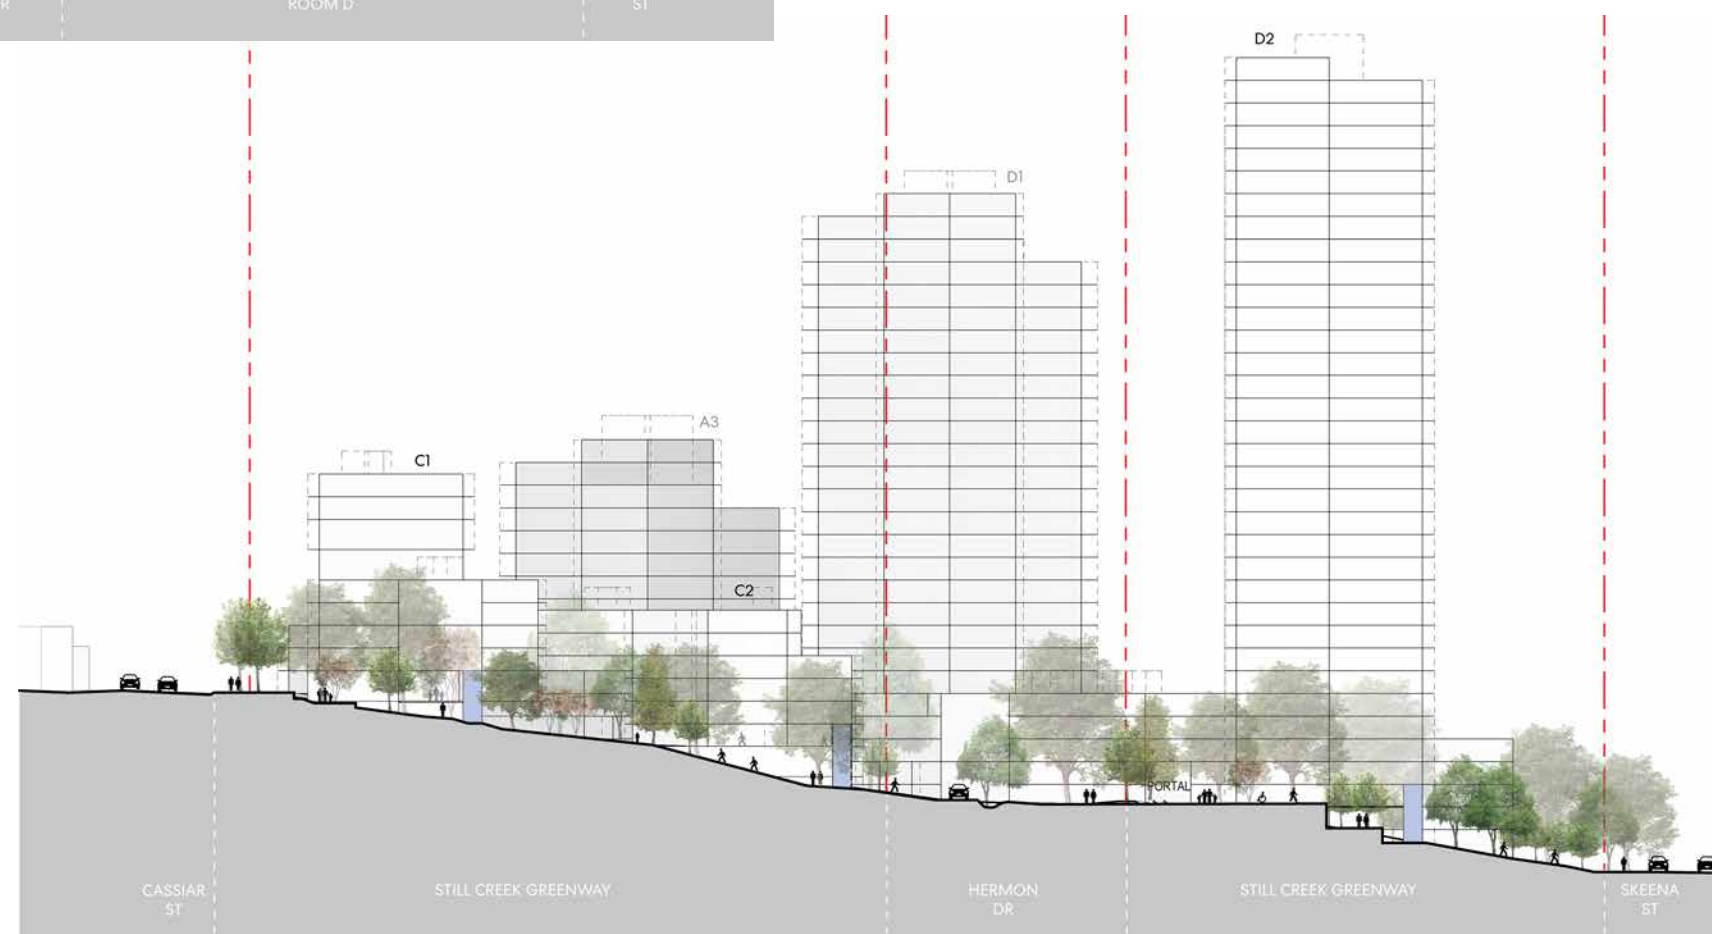 R
ROOM D
ST
D2
D1
A3
C1
C2
PORTAL
CASSIAR
ST
STILL CREEK GREENWAY
HERMON
DR
STILL CREEK GREENWAY
SKEENA
ST